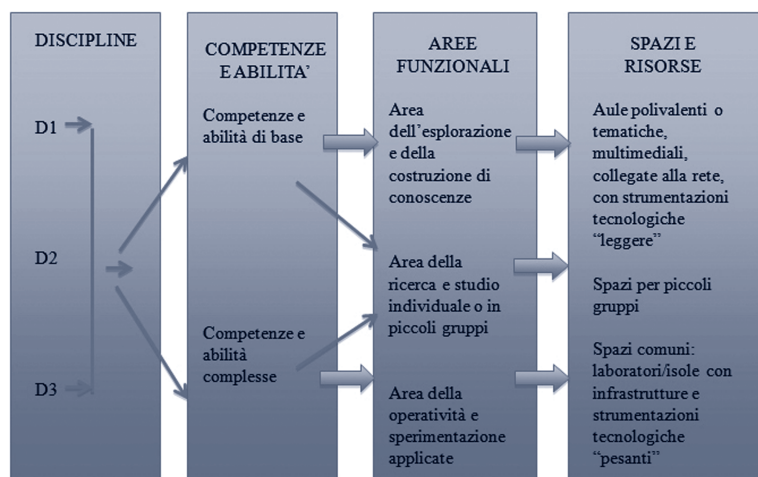 DISCIPLINE
D1
D2
D3
COMPETENZE
E ABILITA’
Competenze e
abilità di base
Competenze e
abilità
complesse
AREE
FUNZIONALI
Area
dell’esplorazione
e della
costruzione di
conoscenze
Area della
ricerca e studio
individuale o in
piccoli gruppi
Area della
operatività e
sperimentazione
applicate
SPAZI E
RISORSE
Aule polivalenti o
tematiche,
multimediali,
collegate alla rete,
con strumentazioni
tecnologiche
“leggere”
Spazi per piccoli
gruppi
Spazi comuni:
laboratori/isole con
infrastrutture e
strumentazioni
tecnologiche
“pesanti”